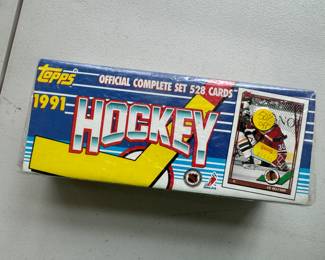 Topps
OFFICIAL COMPLETE SET 528 CARDS
1991
HOCKEY